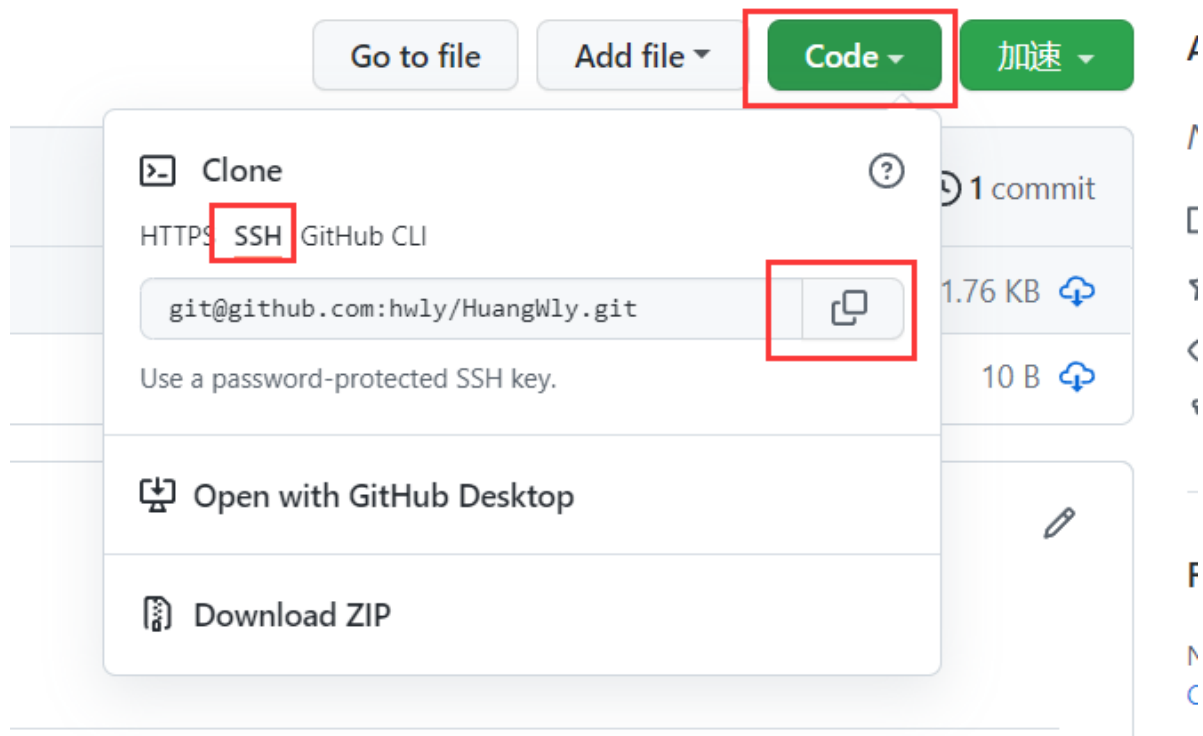 Go to file Add file Code 加速
Clone
1 commit
HTTPS SSH GitHub CLI
git@github.com:hwly/HuangWly.git
1.76 KB
Use a password-protected SSH key.
10 B
Open with GitHub Desktop
Download ZIP